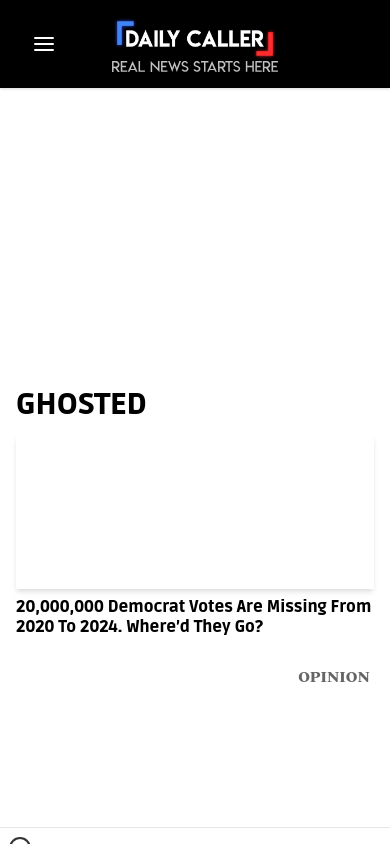 DAILY CALLER
REAL NEWS STARTS HERE
GHOSTED
20,000,000 Democrat Votes Are Missing From
2020 To 2024. Where'd They Go?
OPINION